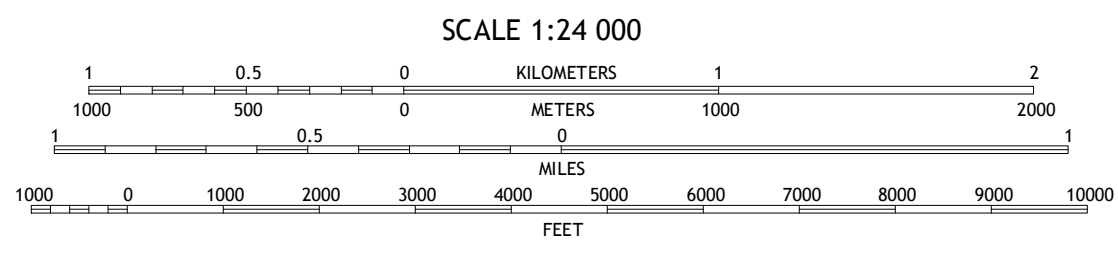 SCALE 1:24 000
1 0.5 0 KILOMETERS 1 2
1000 500 0 METERS 1000 2000
1 0.5 0 1
MILES
1000 0 1000 2000 3000 4000 5000 6000 7000 8000 9000 10000
FEET